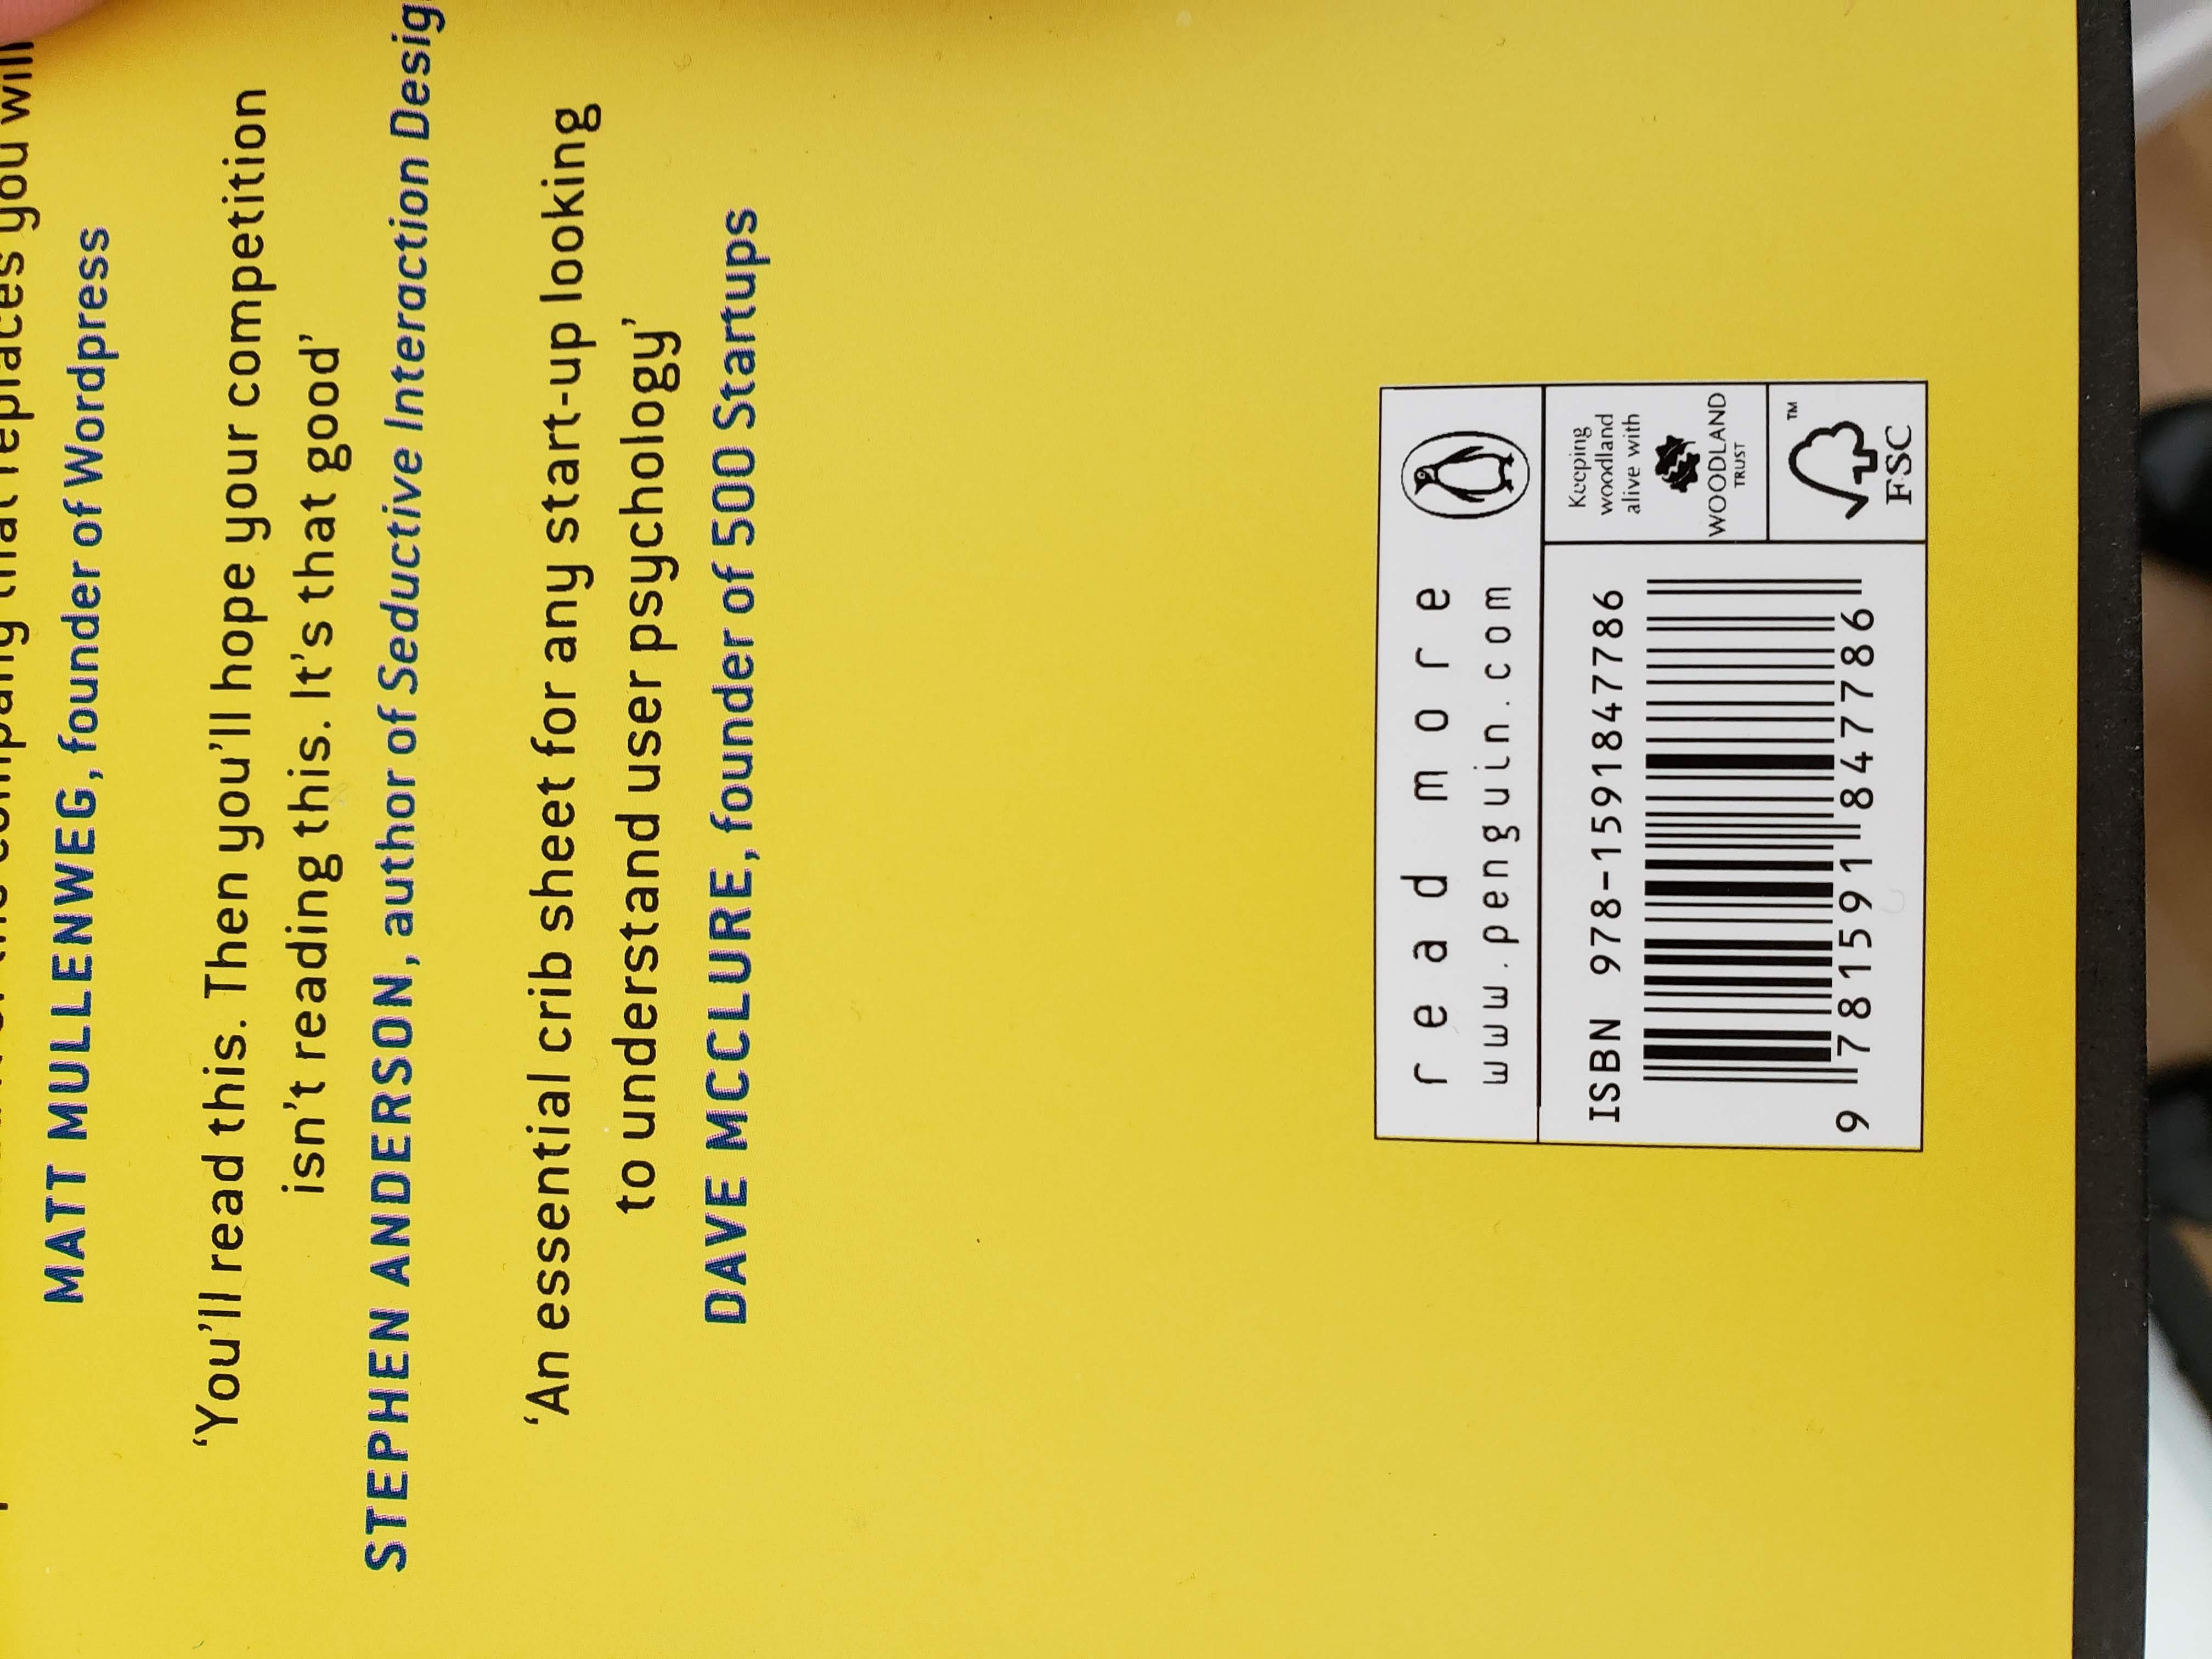 the company that replaces you will
MATT MULLENWEG, founder of Wordpress
‘You’ll read this. Then you’ll hope your competition
isn’t reading this. It’s that good’
STEPHEN ANDERSON, author of Seductive Interaction Desig
‘An essential crib sheet for any start-up looking
to understand user psychology’
DAVE MCCLURE, founder of 500 Startups
read more
www.penguin.com
ISBN 978-1591847786
9 781591 847786
Keeping
woodland
alive with
WOODLAND
TRUST
TM
FSC